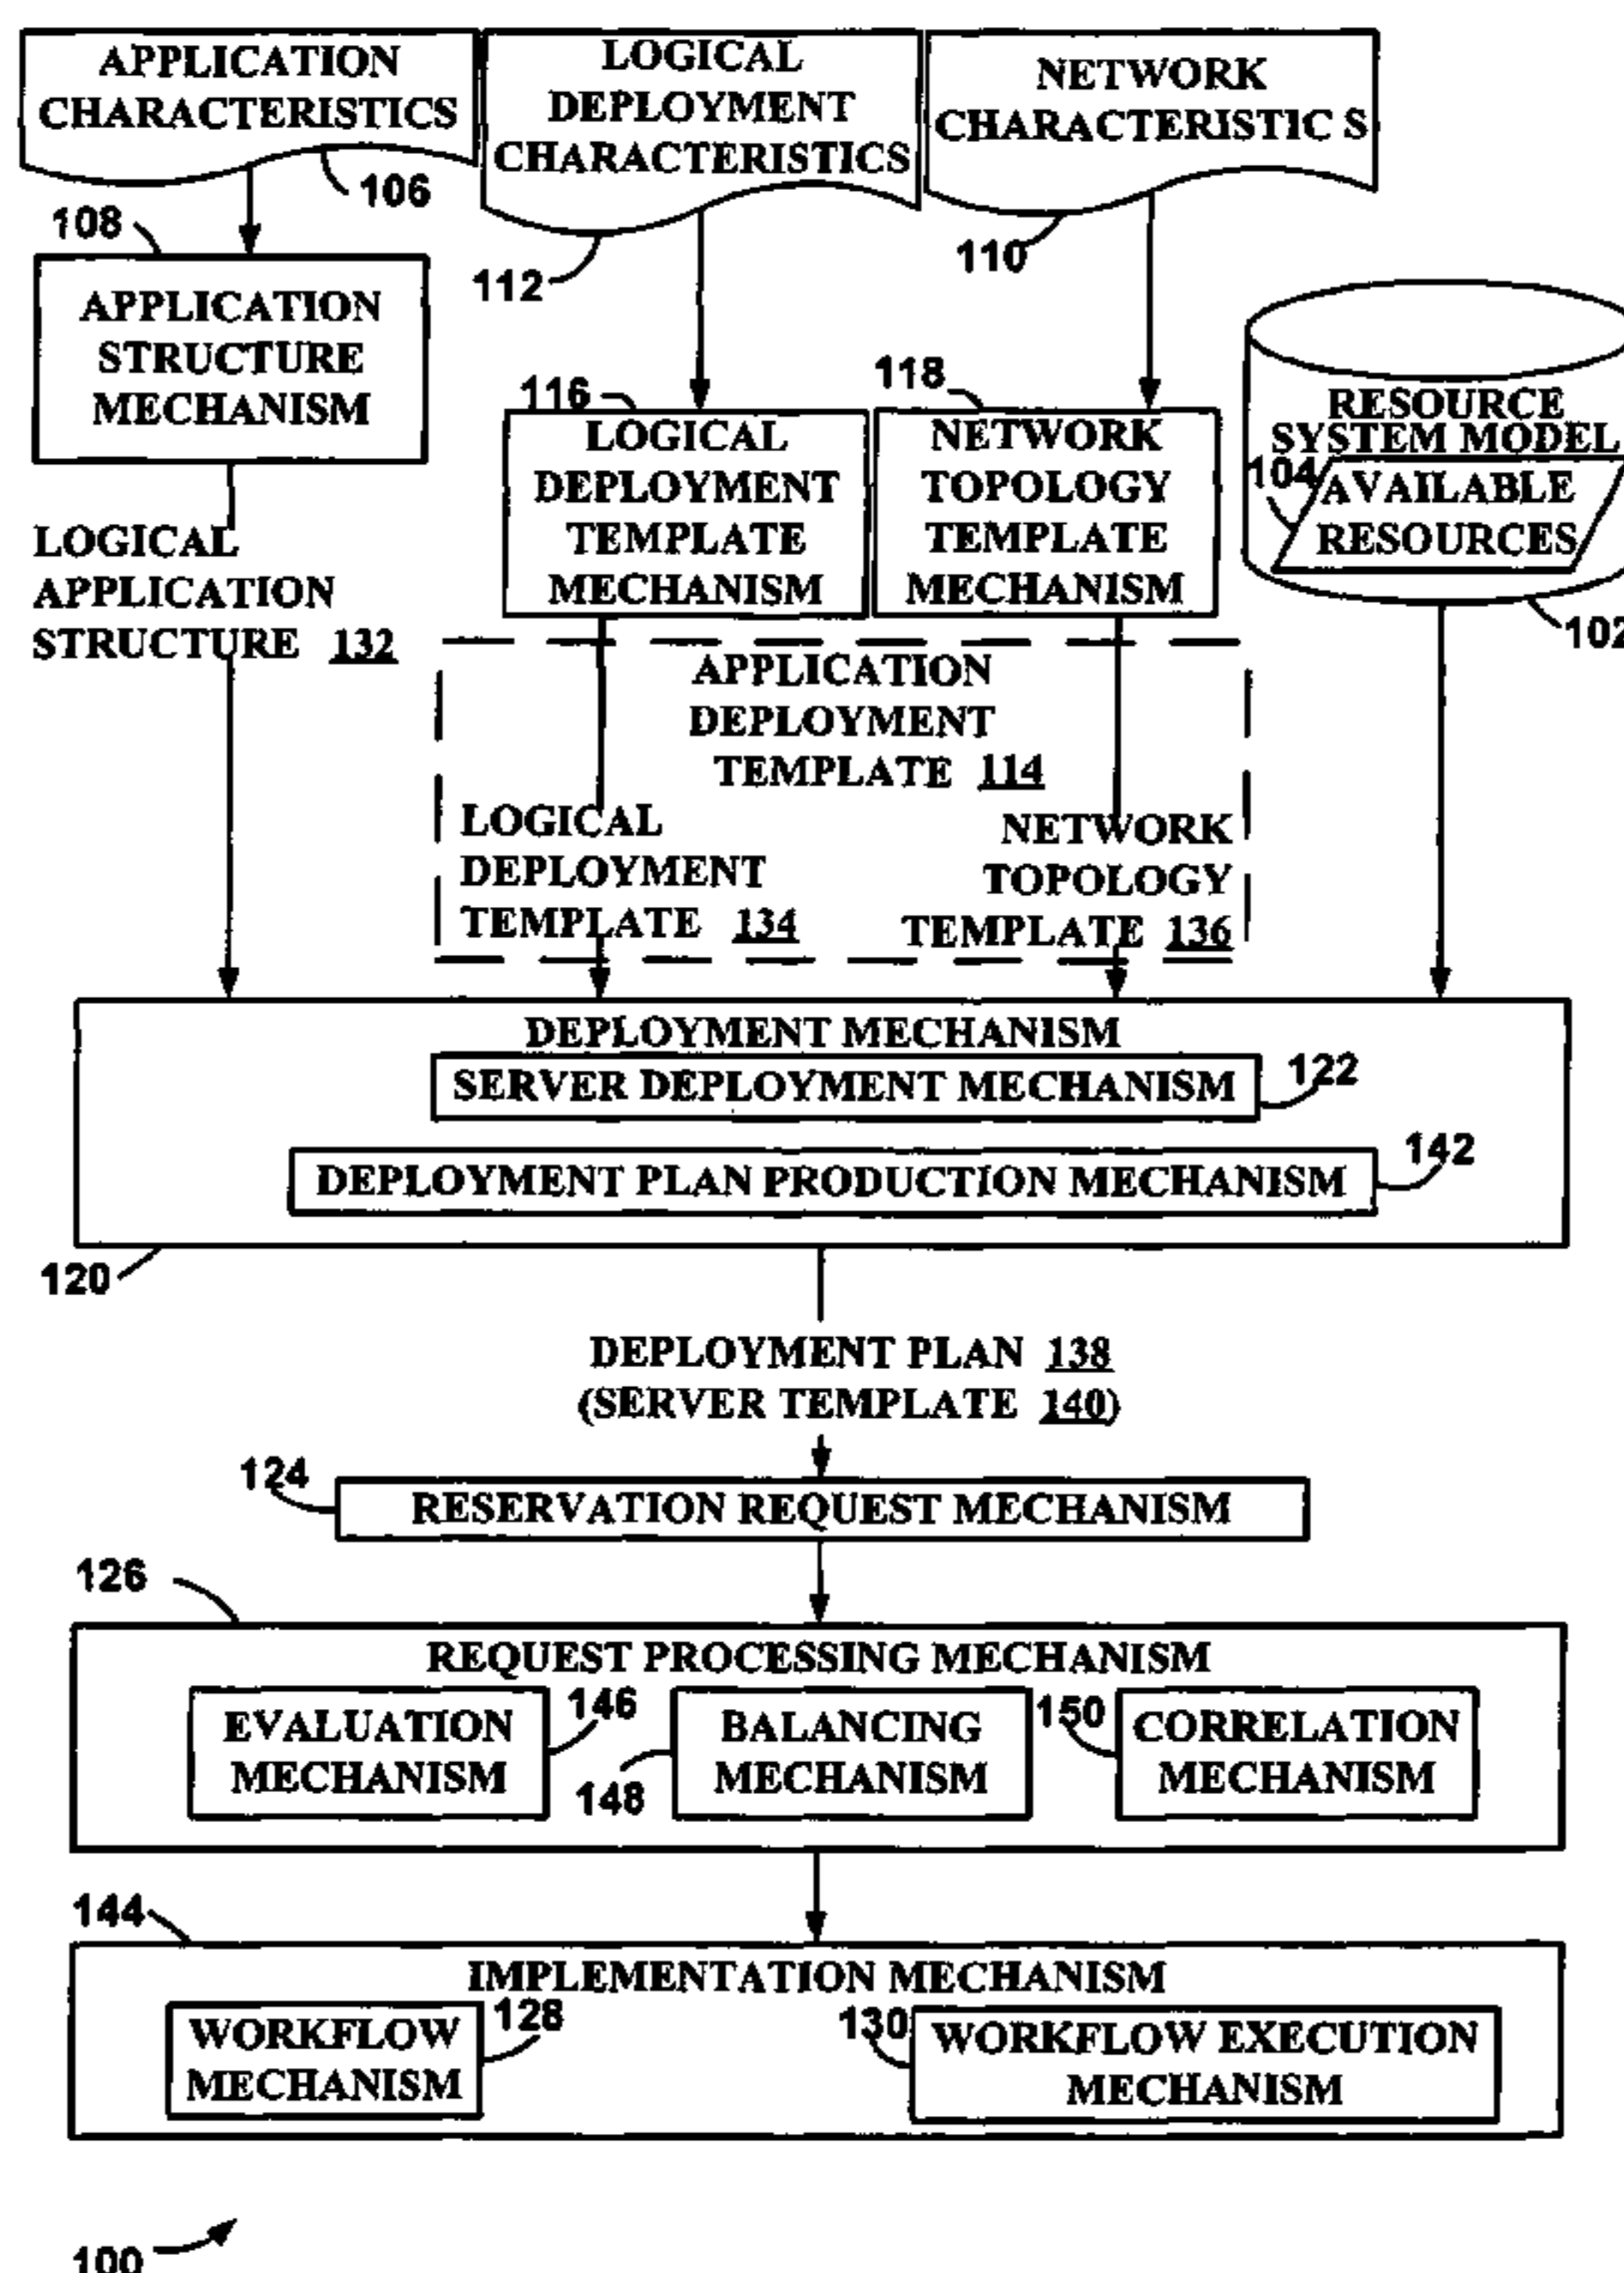 APPLICATION
CHARACTERISTICS
106
LOGICAL
DEPLOYMENT
CHARACTERISTICS
112
NETWORK
CHARACTERISTIC S
110
108
APPLICATION
STRUCTURE
MECHANISM
116
LOGICAL
DEPLOYMENT
TEMPLATE
MECHANISM
118
NETWORK
TOPOLOGY
TEMPLATE
MECHANISM
RESOURCE
SYSTEM MODEL
104
AVAILABLE
RESOURCES
102
LOGICAL
APPLICATION
STRUCTURE 132
APPLICATION
DEPLOYMENT
TEMPLATE 114
LOGICAL
DEPLOYMENT
TEMPLATE 134
NETWORK
TOPOLOGY
TEMPLATE 136
DEPLOYMENT MECHANISM
SERVER DEPLOYMENT MECHANISM
122
DEPLOYMENT PLAN PRODUCTION MECHANISM
142
120
DEPLOYMENT PLAN 138
(SERVER TEMPLATE 140)
124
RESERVATION REQUEST MECHANISM
126
REQUEST PROCESSING MECHANISM
EVALUATION
MECHANISM
146
148
BALANCING
MECHANISM
150
CORRELATION
MECHANISM
144
IMPLEMENTATION MECHANISM
WORKFLOW
MECHANISM
128
130
WORKFLOW EXECUTION
MECHANISM
100